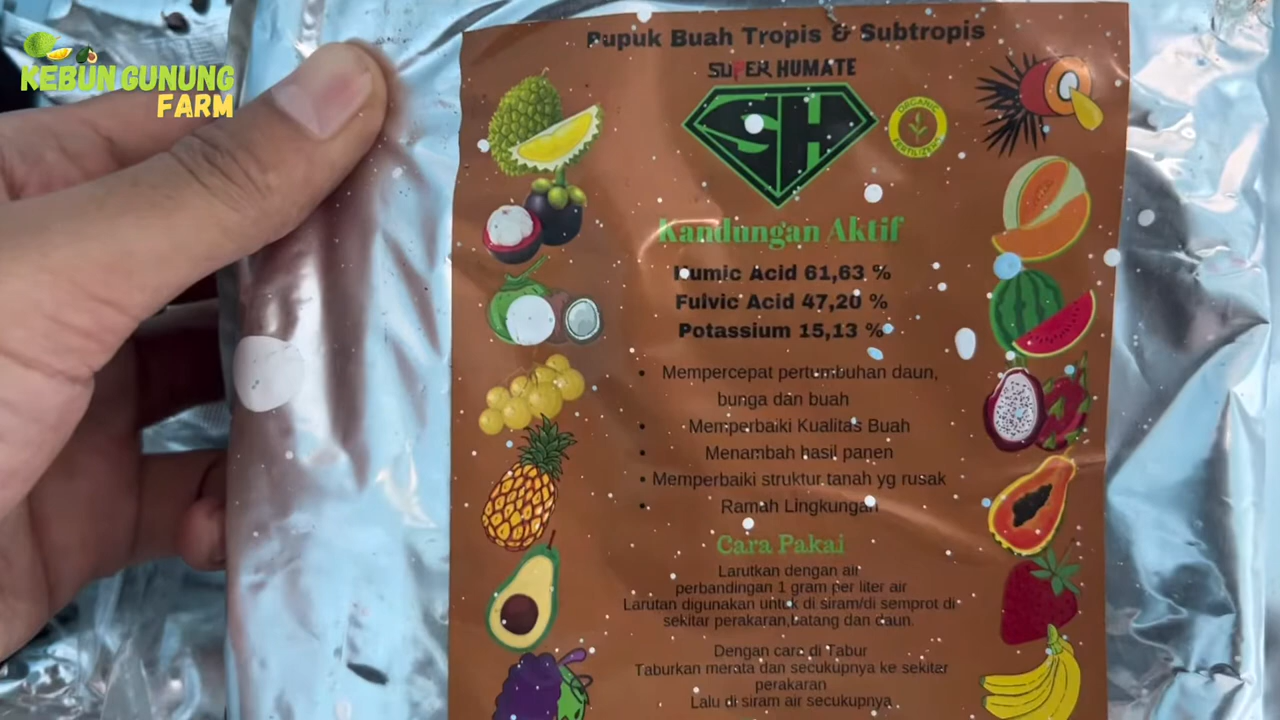 KEBUN GUNUNG
FARM
Pupuk Buah Tropis & Subtropis
SUPER HUMATE
SH
ORGANIC
FERTILIZER
Kandungan Aktif
Humic Acid 61,63 %
Fulvic Acid 47,20 %
Potassium 15,13 %
• Mempercepat pertumbuhan daun,
bunga dan buah
• Memperbaiki Kualitas Buah
• Menambah hasil panen
• Memperbaiki struktur tanah yg rusak
• Ramah Lingkungan
Cara Pakai
Larutkan dengan air
perbandingan 1 gram per liter air
Larutan digunakan untuk di siram/di semprot di
sekitar perakaran,batang dan daun.
Dengan cara di Tabur
Taburkan merata dan secukupnya ke sekitar
perakaran
Lalu di siram air secukupnya